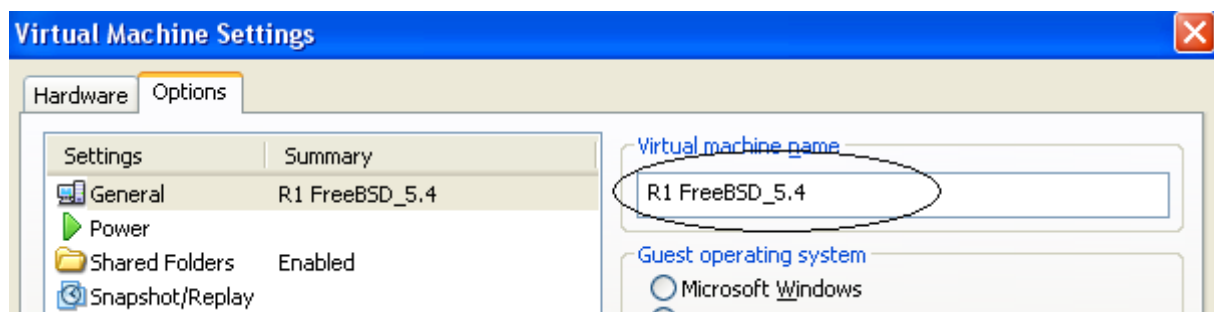 Virtual Machine Settings
Hardware Options
Settings Summary
General R1 FreeBSD_5.4
Power
Shared Folders Enabled
Snapshot/Replay
Virtual machine name
R1 FreeBSD_5.4
Guest operating system
Microsoft Windows